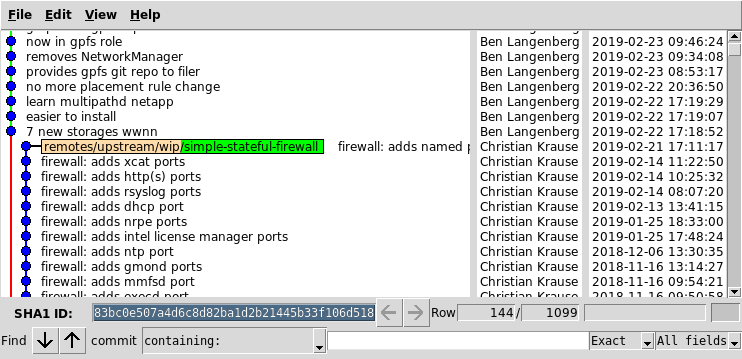 File Edit View Help
now in gpfs role Ben Langenberg 2019-02-23 09:46:24
removes NetworkManager Ben Langenberg 2019-02-23 09:34:08
provides gpfs git repo to filer Ben Langenberg 2019-02-23 08:53:17
no more placement rule change Ben Langenberg 2019-02-22 20:36:50
learn multipathd netapp Ben Langenberg 2019-02-22 17:19:29
easier to install Ben Langenberg 2019-02-22 17:19:07
7 new storages wwnn Ben Langenberg 2019-02-22 17:18:52
remotes/upstream/wip/simple-stateful-firewall firewall: adds named p Christian Krause 2019-02-21 17:11:17
firewall: adds xcat ports Christian Krause 2019-02-14 11:22:50
firewall: adds http(s) ports Christian Krause 2019-02-14 10:25:32
firewall: adds rsyslog ports Christian Krause 2019-02-14 08:07:20
firewall: adds dhcp port Christian Krause 2019-02-13 13:41:15
firewall: adds nrpe ports Christian Krause 2019-01-25 18:33:00
firewall: adds intel license manager ports Christian Krause 2019-01-25 17:48:24
firewall: adds ntp port Christian Krause 2018-12-06 13:30:35
firewall: adds gmond ports Christian Krause 2018-11-16 13:14:27
firewall: adds mmfsd port Christian Krause 2018-11-16 09:54:21
firewall: adds execd port Christian Krause 2018-11-16 09:50:58
SHA1 ID: 83bc0e507a4d6c8d82ba1d2b21445b33f106d518 Row 144 / 1099
Find commit containing: Exact All fields